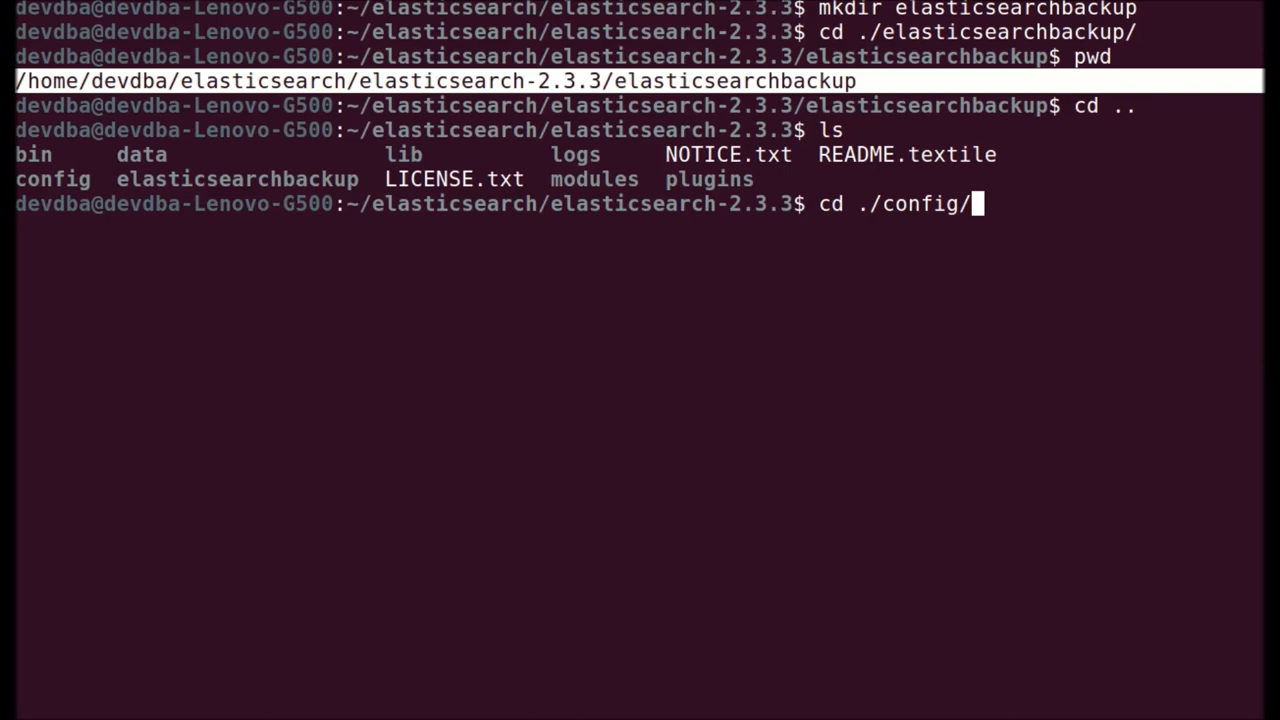 devdba@devdba-Lenovo-G500:~/elasticsearch/elasticsearch-2.3.3$ mkdir elasticsearchbackup
devdba@devdba-Lenovo-G500:~/elasticsearch/elasticsearch-2.3.3$ cd ./elasticsearchbackup/
devdba@devdba-Lenovo-G500:~/elasticsearch/elasticsearch-2.3.3/elasticsearchbackup$ pwd
/home/devdba/elasticsearch/elasticsearch-2.3.3/elasticsearchbackup
devdba@devdba-Lenovo-G500:~/elasticsearch/elasticsearch-2.3.3/elasticsearchbackup$ cd ..
devdba@devdba-Lenovo-G500:~/elasticsearch/elasticsearch-2.3.3$ ls
bin data lib logs NOTICE.txt README.textile
config elasticsearchbackup LICENSE.txt modules plugins
devdba@devdba-Lenovo-G500:~/elasticsearch/elasticsearch-2.3.3$ cd ./config/